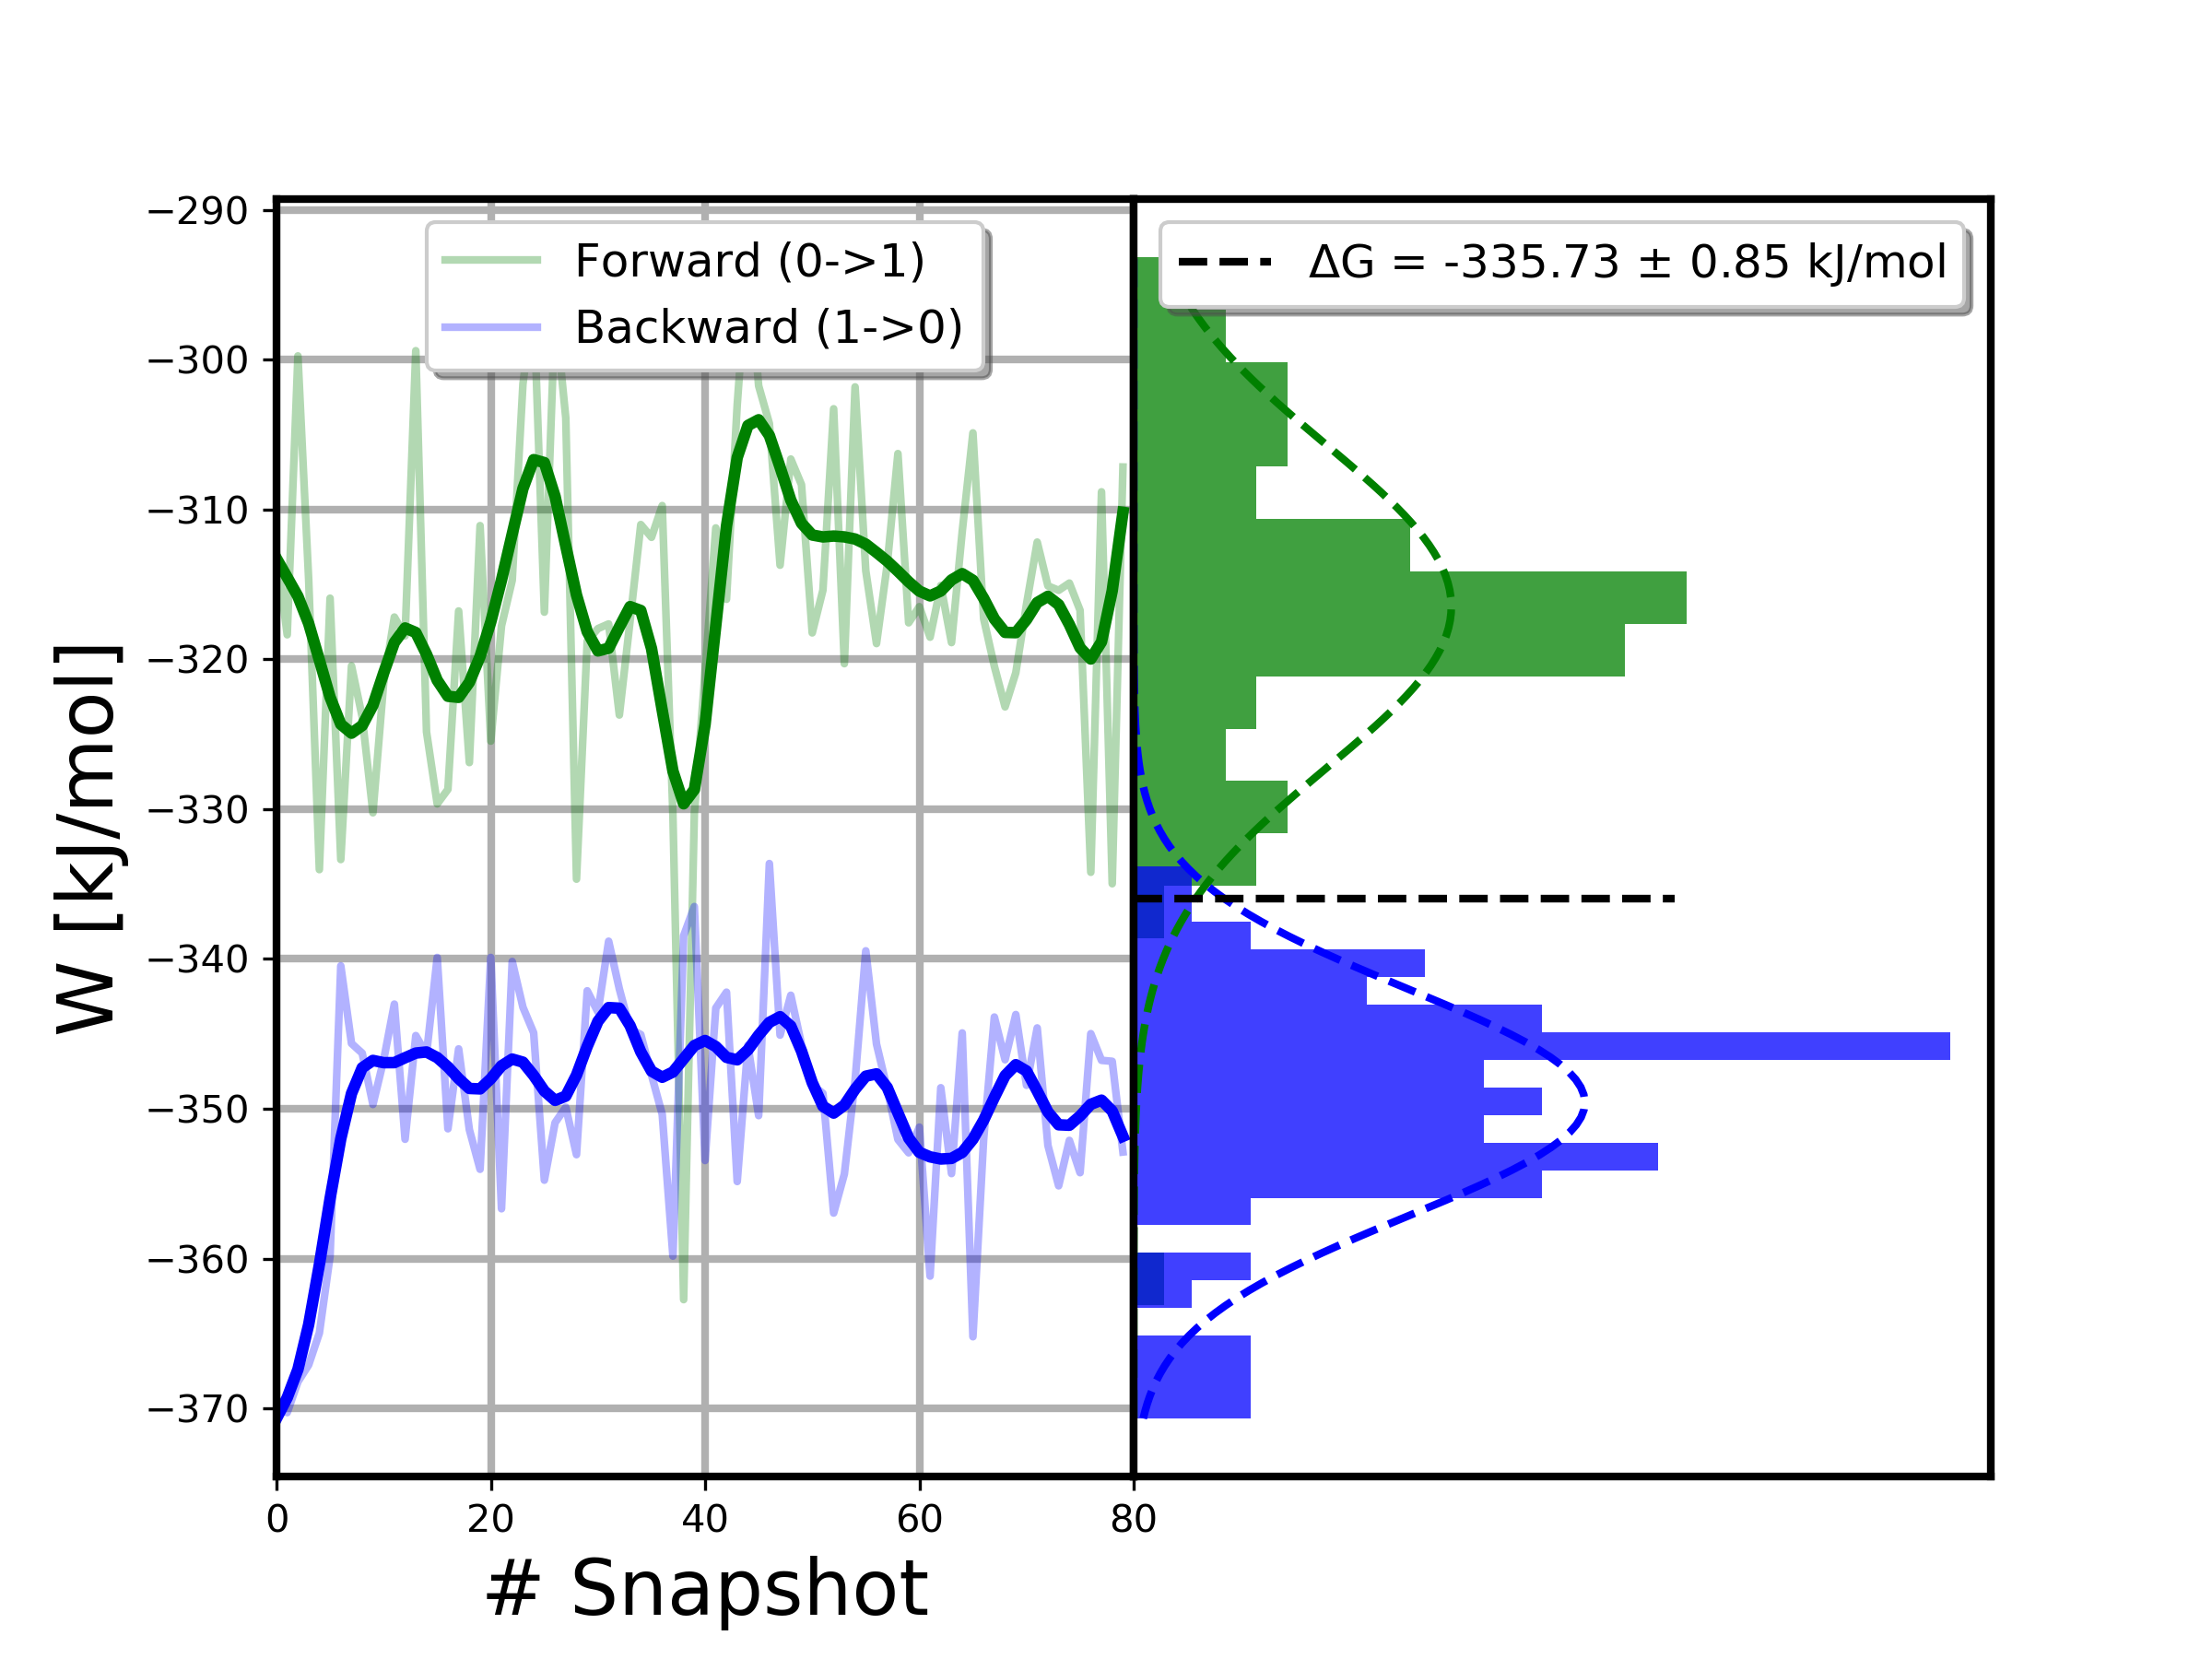 −290
−300
−310
−320
−330
−340
−350
−360
−370
W [kJ/mol]
0
20
40
60
80
# Snapshot
Forward (0->1)
Backward (1->0)
ΔG = -335.73 ± 0.85 kJ/mol